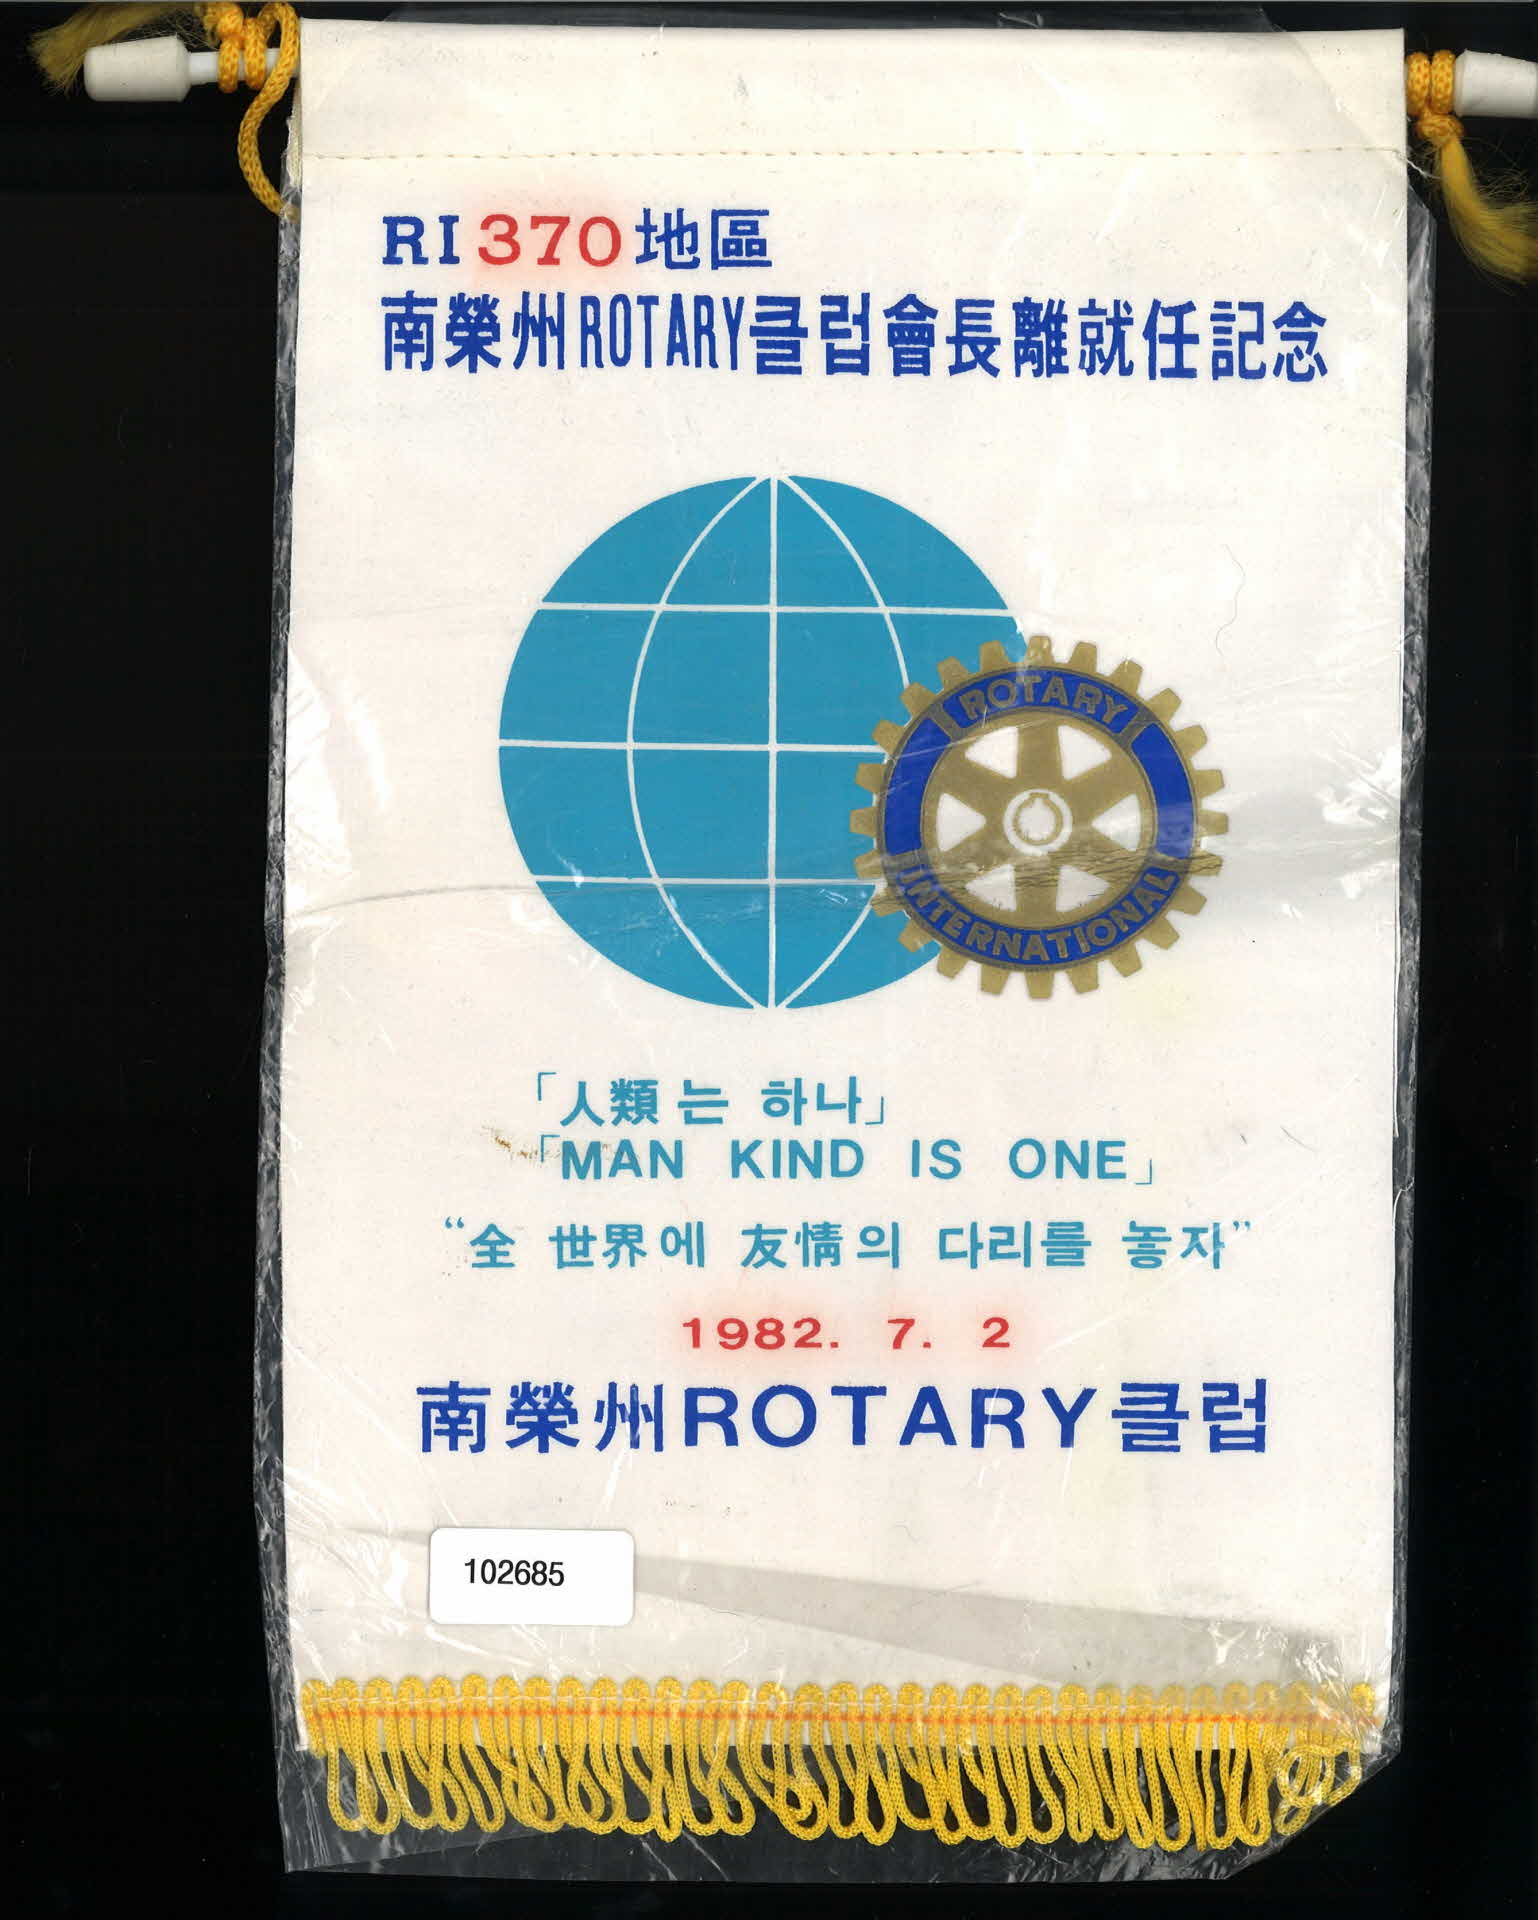 RI 370 地區
南榮州ROTARY클럽會長離就任記念
ROTARY
INTERNATIONAL
「人類는 하나」
「MAN KIND IS ONE」
“全 世界에 友情의 다리를 놓자”
1982. 7. 2
南榮州ROTARY클럽
102685